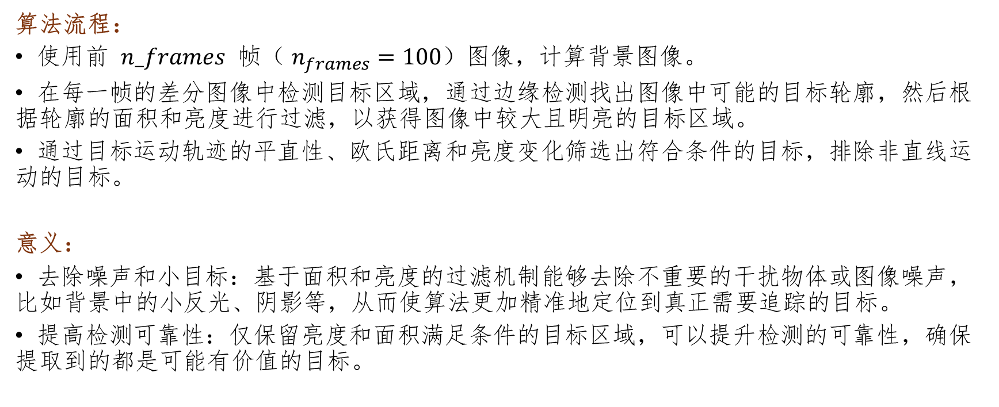 算法流程：
• 使用前 n_frames 帧（ n_frames = 100）图像，计算背景图像。
• 在每一帧的差分图像中检测目标区域，通过边缘检测找出图像中可能的目标轮廓，然后根
据轮廓的面积和亮度进行过滤，以获得图像中较大且明亮的目标区域。
• 通过目标运动轨迹的平直性、欧氏距离和亮度变化筛选出符合条件的目标，排除非直线运
动的目标。
意义：
• 去除噪声和小目标：基于面积和亮度的过滤机制能够去除不重要的干扰物体或图像噪声，
比如背景中的小反光、阴影等，从而使算法更加精准地定位到真正需要追踪的目标。
• 提高检测可靠性：仅保留亮度和面积满足条件的目标区域，可以提升检测的可靠性，确保
提取到的都是可能有价值的目标。